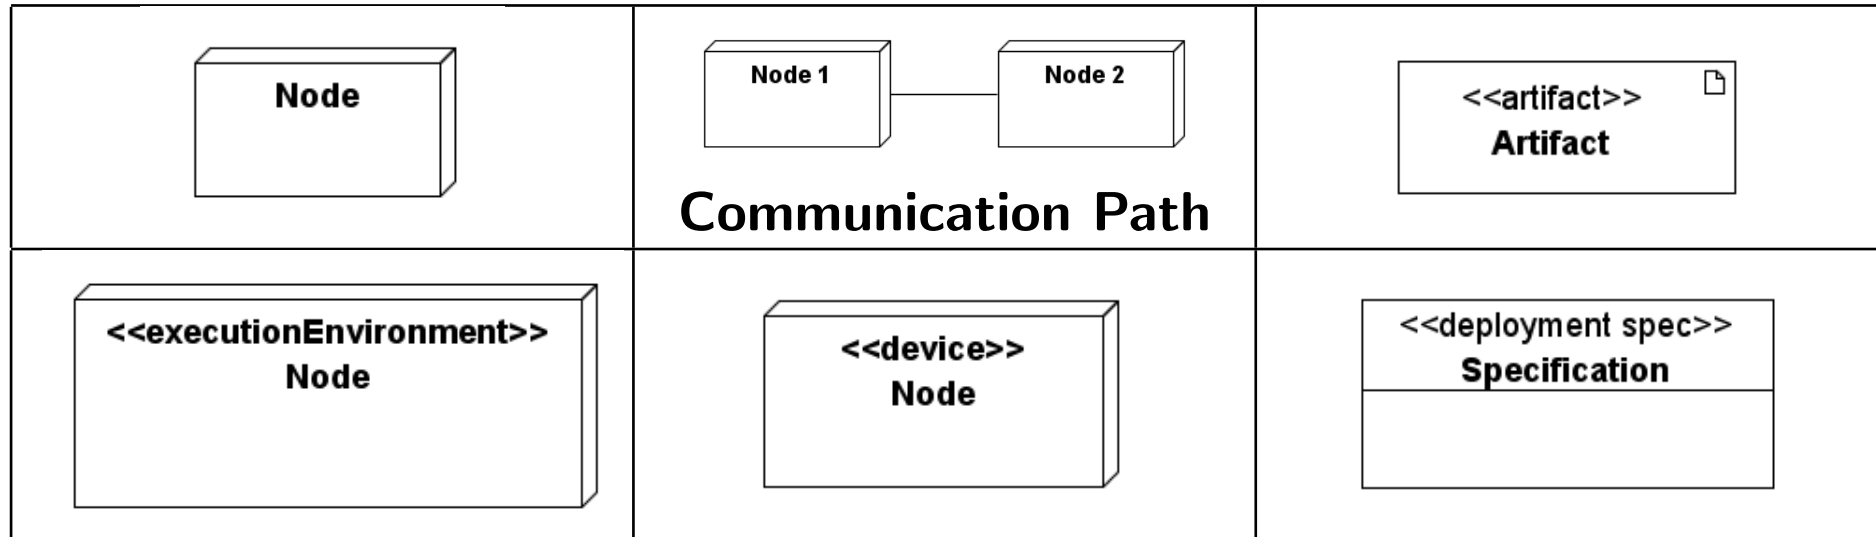 Node
Node 1
Node 2
Communication Path
<<artifact>>
Artifact
<<executionEnvironment>>
Node
<<device>>
Node
<<deployment spec>>
Specification